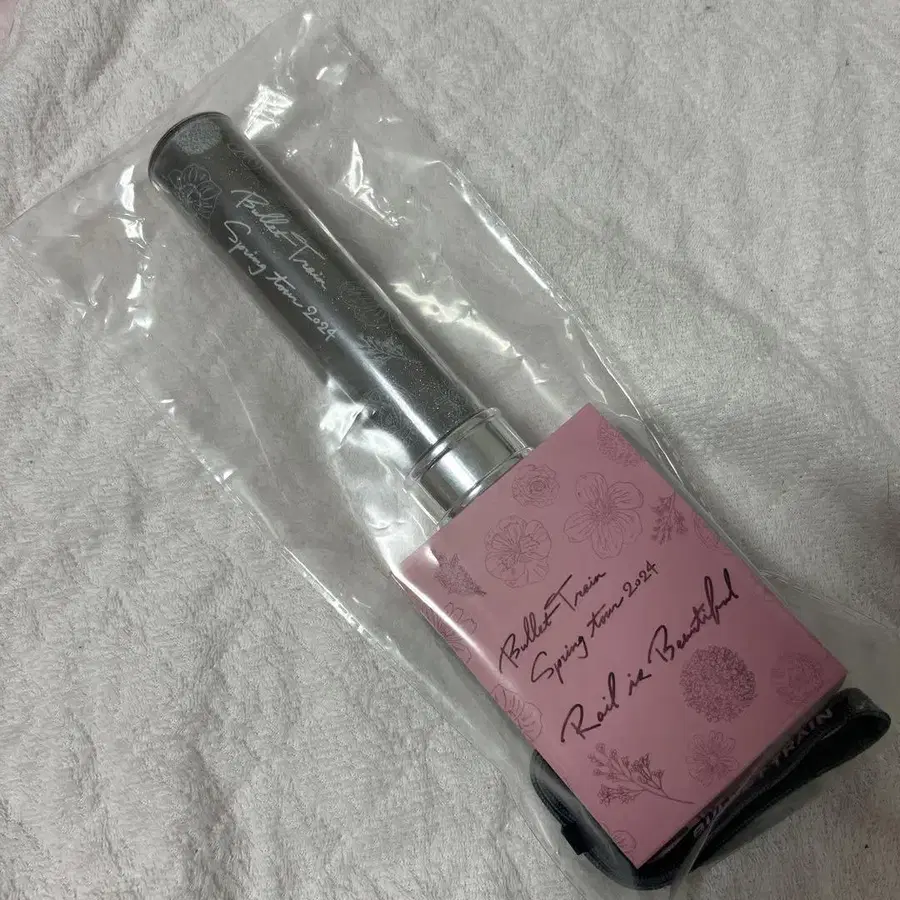 Bullet Train
Spring tour 2024
Bullet Train
Spring tour 2024
Rail is Beautiful
BULLET TRAIN